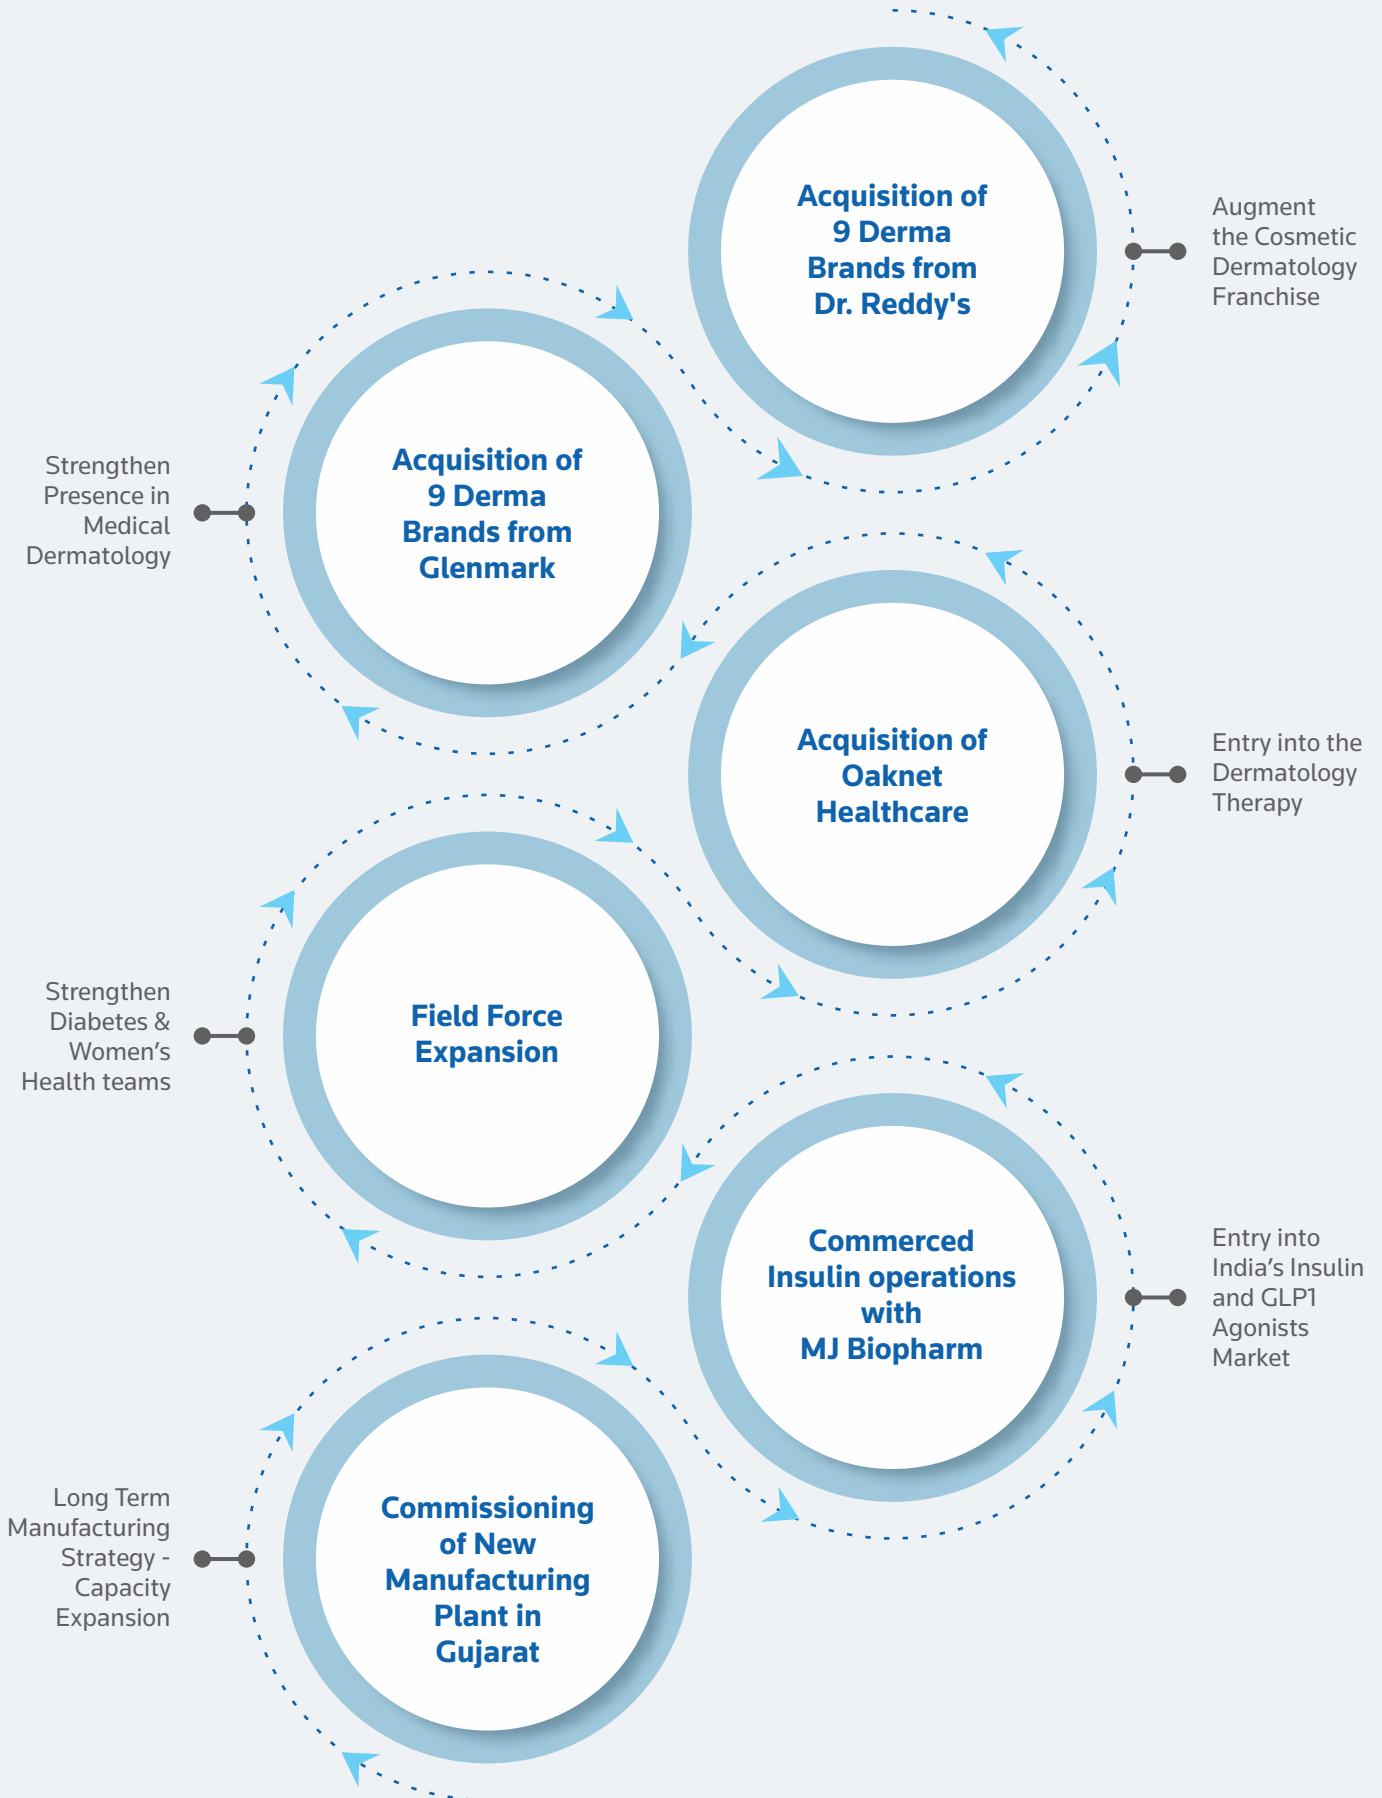 Acquisition of
9 Derma
Brands from
Dr. Reddy's
Augment
the Cosmetic
Dermatology
Franchise
Strengthen
Presence in
Medical
Dermatology
Acquisition of
9 Derma
Brands from
Glenmark
Acquisition of
Oaknet
Healthcare
Entry into the
Dermatology
Therapy
Strengthen
Diabetes &
Women’s
Health teams
Field Force
Expansion
Commerced
Insulin operations
with
MJ Biopharm
Entry into
India’s Insulin
and GLP1
Agonists
Market
Long Term
Manufacturing
Strategy -
Capacity
Expansion
Commissioning
of New
Manufacturing
Plant in
Gujarat